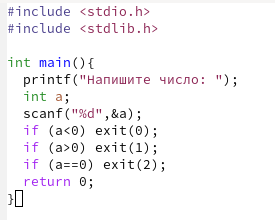 #include <stdio.h>
#include <stdlib.h>

int main(){
  printf("Напишите число: ");
  int a;
  scanf("%d",&a);
  if (a<0) exit(0);
  if (a>0) exit(1);
  if (a==0) exit(2);
  return 0;
}